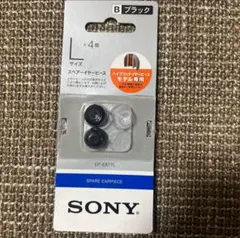 B ブラック
L × 4 個
サイズ
スペアーイヤーピース
ハイブリッドイヤーピース
モデル専用
EP-EX11L
SPARE EARPIECE
SONY